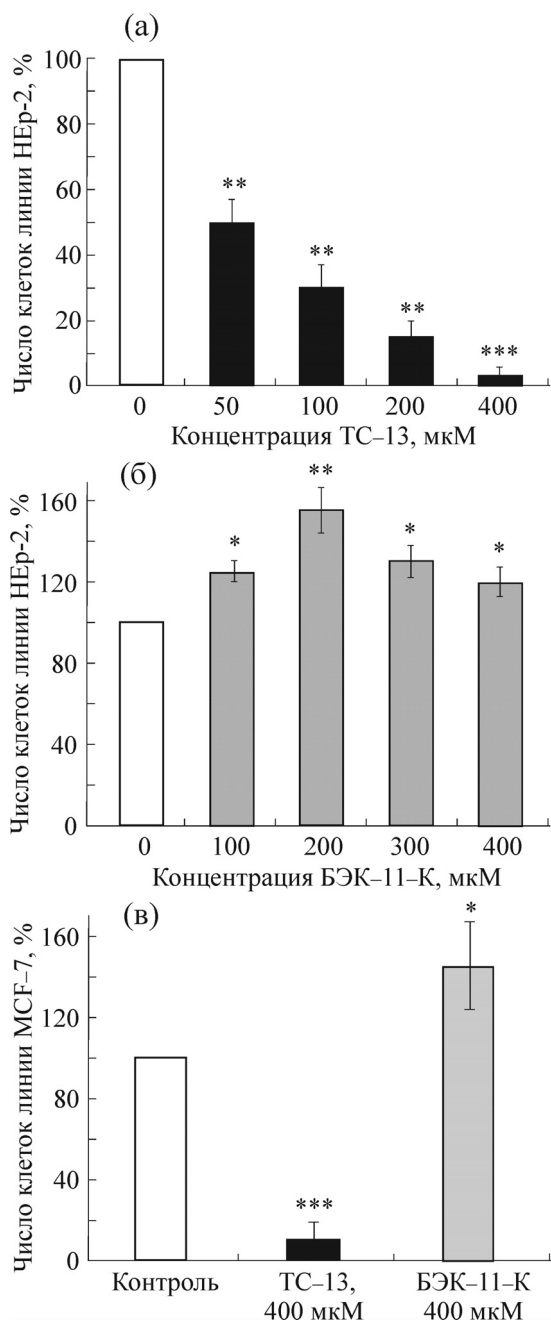 (а)
Число клеток линии HEp-2, %
100
80
60
40
20
0
**
**
**
***
0 50 100 200 400
Концентрация ТС–13, мкМ
(б)
Число клеток линии HEp-2, %
160
120
80
40
0
*
**
*
*
0 100 200 300 400
Концентрация БЭК–11–К, мкМ
(в)
Число клеток линии MCF–7, %
160
120
80
40
0
***
*
Контроль ТС–13, БЭК–11–К
400 мкМ 400 мкМ